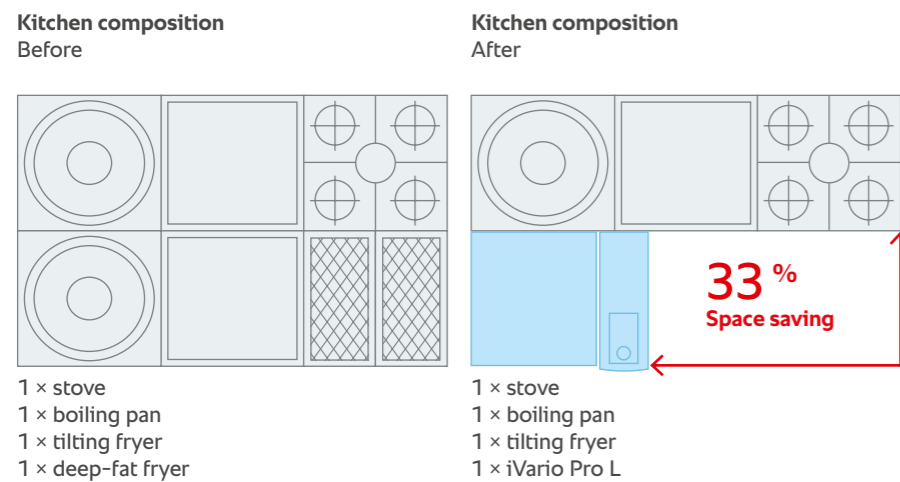 Kitchen composition
Before
1 × stove
1 × boiling pan
1 × tilting fryer
1 × deep-fat fryer
Kitchen composition
After
33 %
Space saving
1 × stove
1 × boiling pan
1 × tilting fryer
1 × iVario Pro L